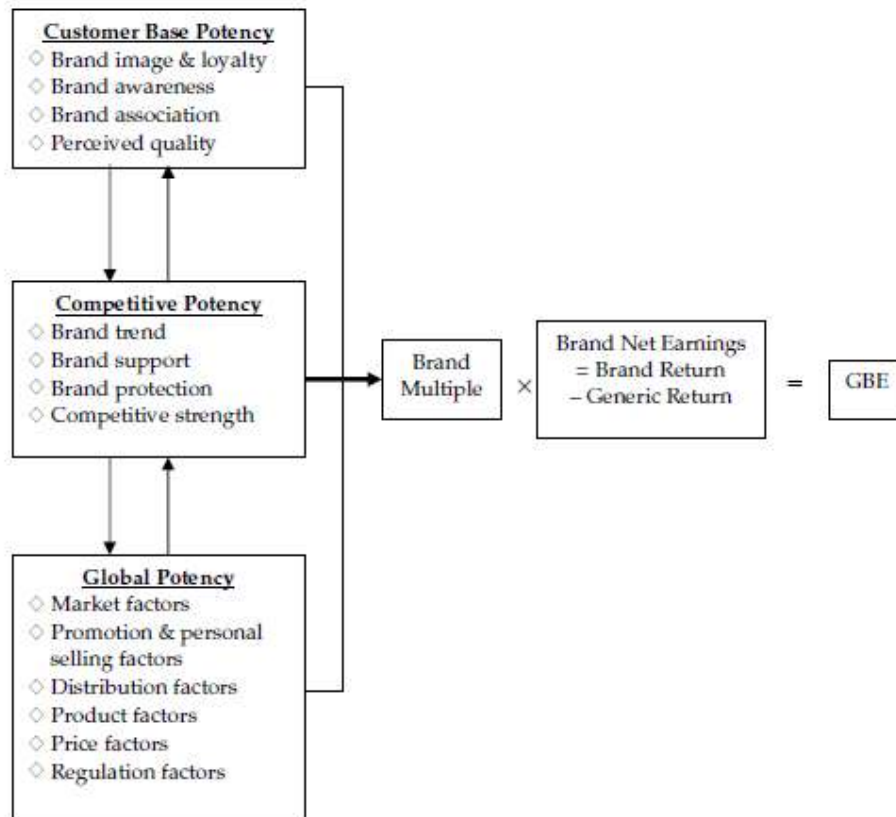 Customer Base Potency
◇ Brand image & loyalty
◇ Brand awareness
◇ Brand association
◇ Perceived quality
Competitive Potency
◇ Brand trend
◇ Brand support
◇ Brand protection
◇ Competitive strength
Brand
Multiple
×
Brand Net Earnings
= Brand Return
– Generic Return
=
GBE
Global Potency
◇ Market factors
◇ Promotion & personal
selling factors
◇ Distribution factors
◇ Product factors
◇ Price factors
◇ Regulation factors